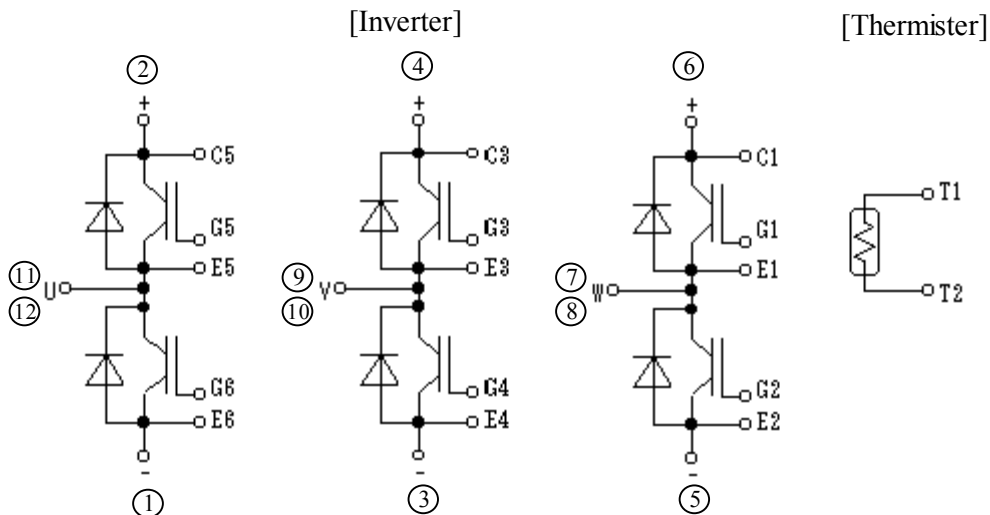 [Inverter]
[Thermister]
② ④ ⑥
+ + +
C5 C3 C1
G5 G3 G1
T1
E5 E3 E1
⑪ ⑨ ⑦
U V W
T2
⑫ ⑩ ⑧
G6 G4 G2
E6 E4 E2
- - -
① ③ ⑤